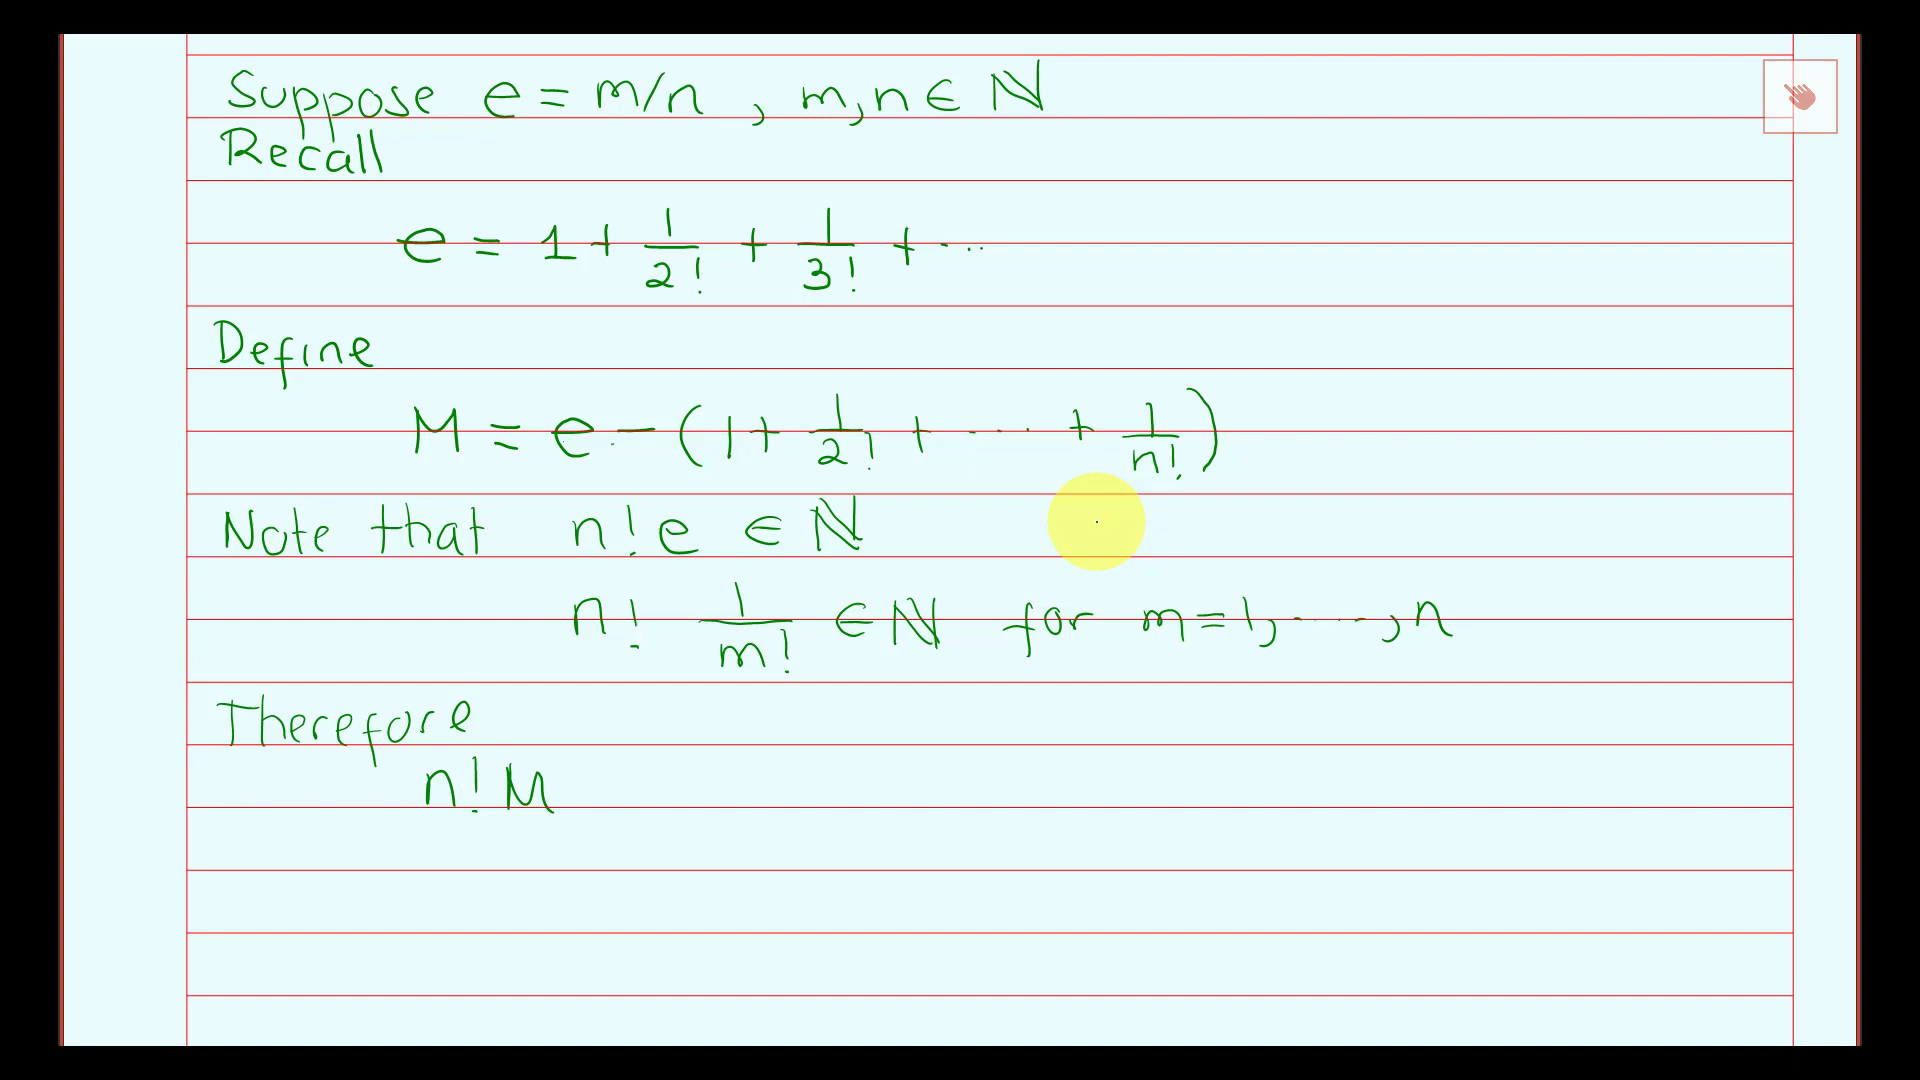 Suppose e = m/n , m,n ∈ ℕ
Recall
e = 1 + 1/2! + 1/3! + ...
Define
M = e - (1 + 1/2! + ... + 1/n!)
Note that n!e ∈ ℕ
n! 1/m! ∈ ℕ for m=1,...,n
Therefore
n!M